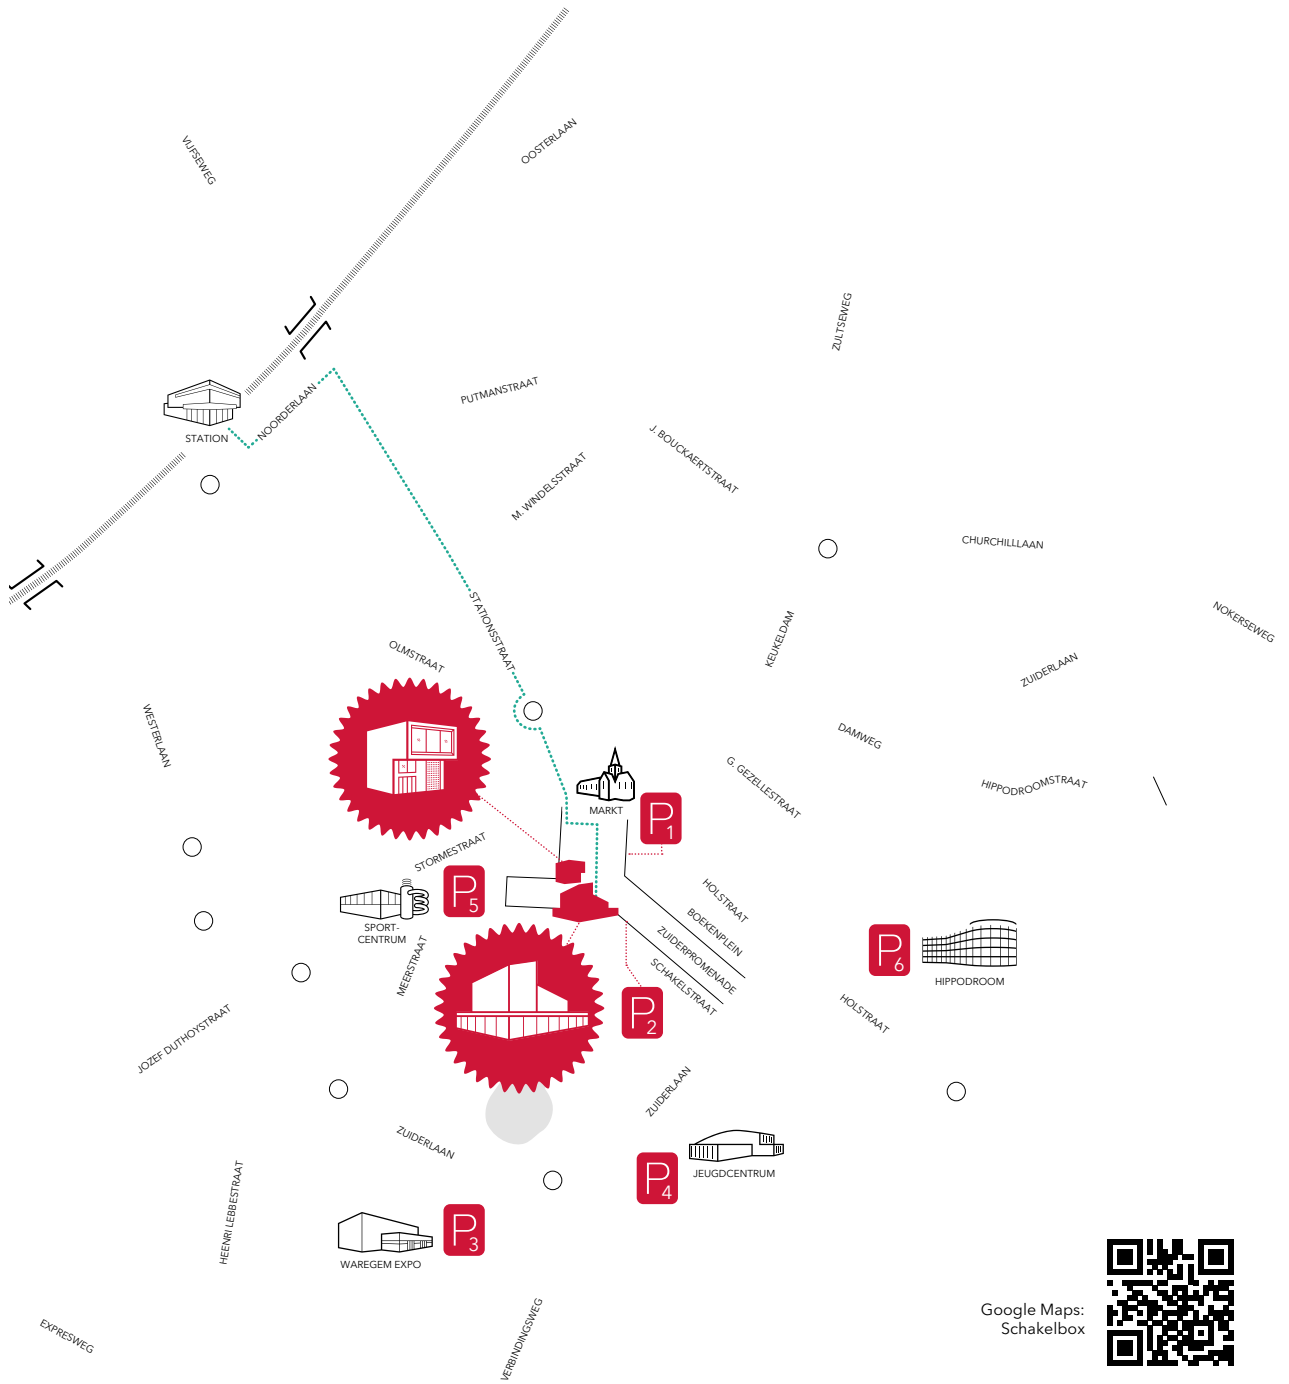 OOSTERLAAN
VIJFSEWEG
ZULTSEWEG
PUTMANSTRAAT
NOORDERLAAN
STATION
J. BOUCKAERTSTRAAT
M. WINDELSSTRAAT
CHURCHILLLAAN
STATIONSSTRAAT
NOKERSEWEG
KEUKELDAM
OLMSTRAAT
ZUIDERLAAN
WESTERLAAN
DAMWEG
G. GEZELLESTRAAT
HIPPODROOMSTRAAT
MARKT
P1
STORMESTRAAT
P5
SPORT-
CENTRUM
HOLSTRAAT
BOEKENPLEIN
ZUIDERPROMENADE
SCHAKELSTRAAT
MEERSTRAAT
P6
HIPPODROOM
P2
HOLSTRAAT
JOZEF DUTHOYSTRAAT
ZUIDERLAAN
ZUIDERLAAN
P4
JEUGDCENTRUM
HEENRI LEBBESTRAAT
P3
WAREGEM EXPO
Google Maps:
Schakelbox
EXPRESWEG
VERBINDINGSWEG